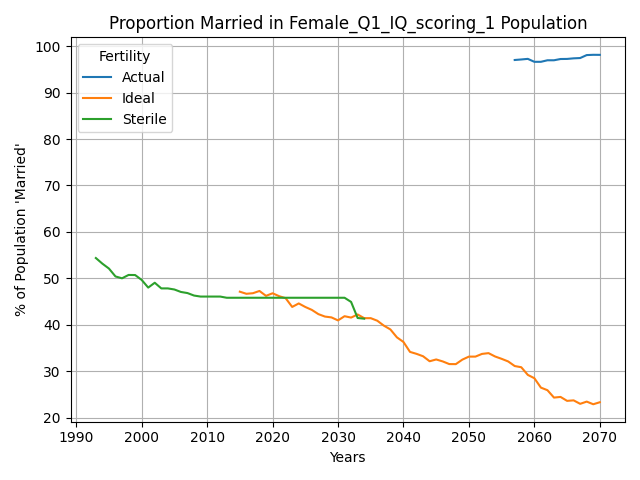 Proportion Married in Female_Q1_IQ_scoring_1 Population
Fertility
Actual
Ideal
Sterile
% of Population 'Married'
100
90
80
70
60
50
40
30
20
1990
2000
2010
2020
2030
2040
2050
2060
2070
Years